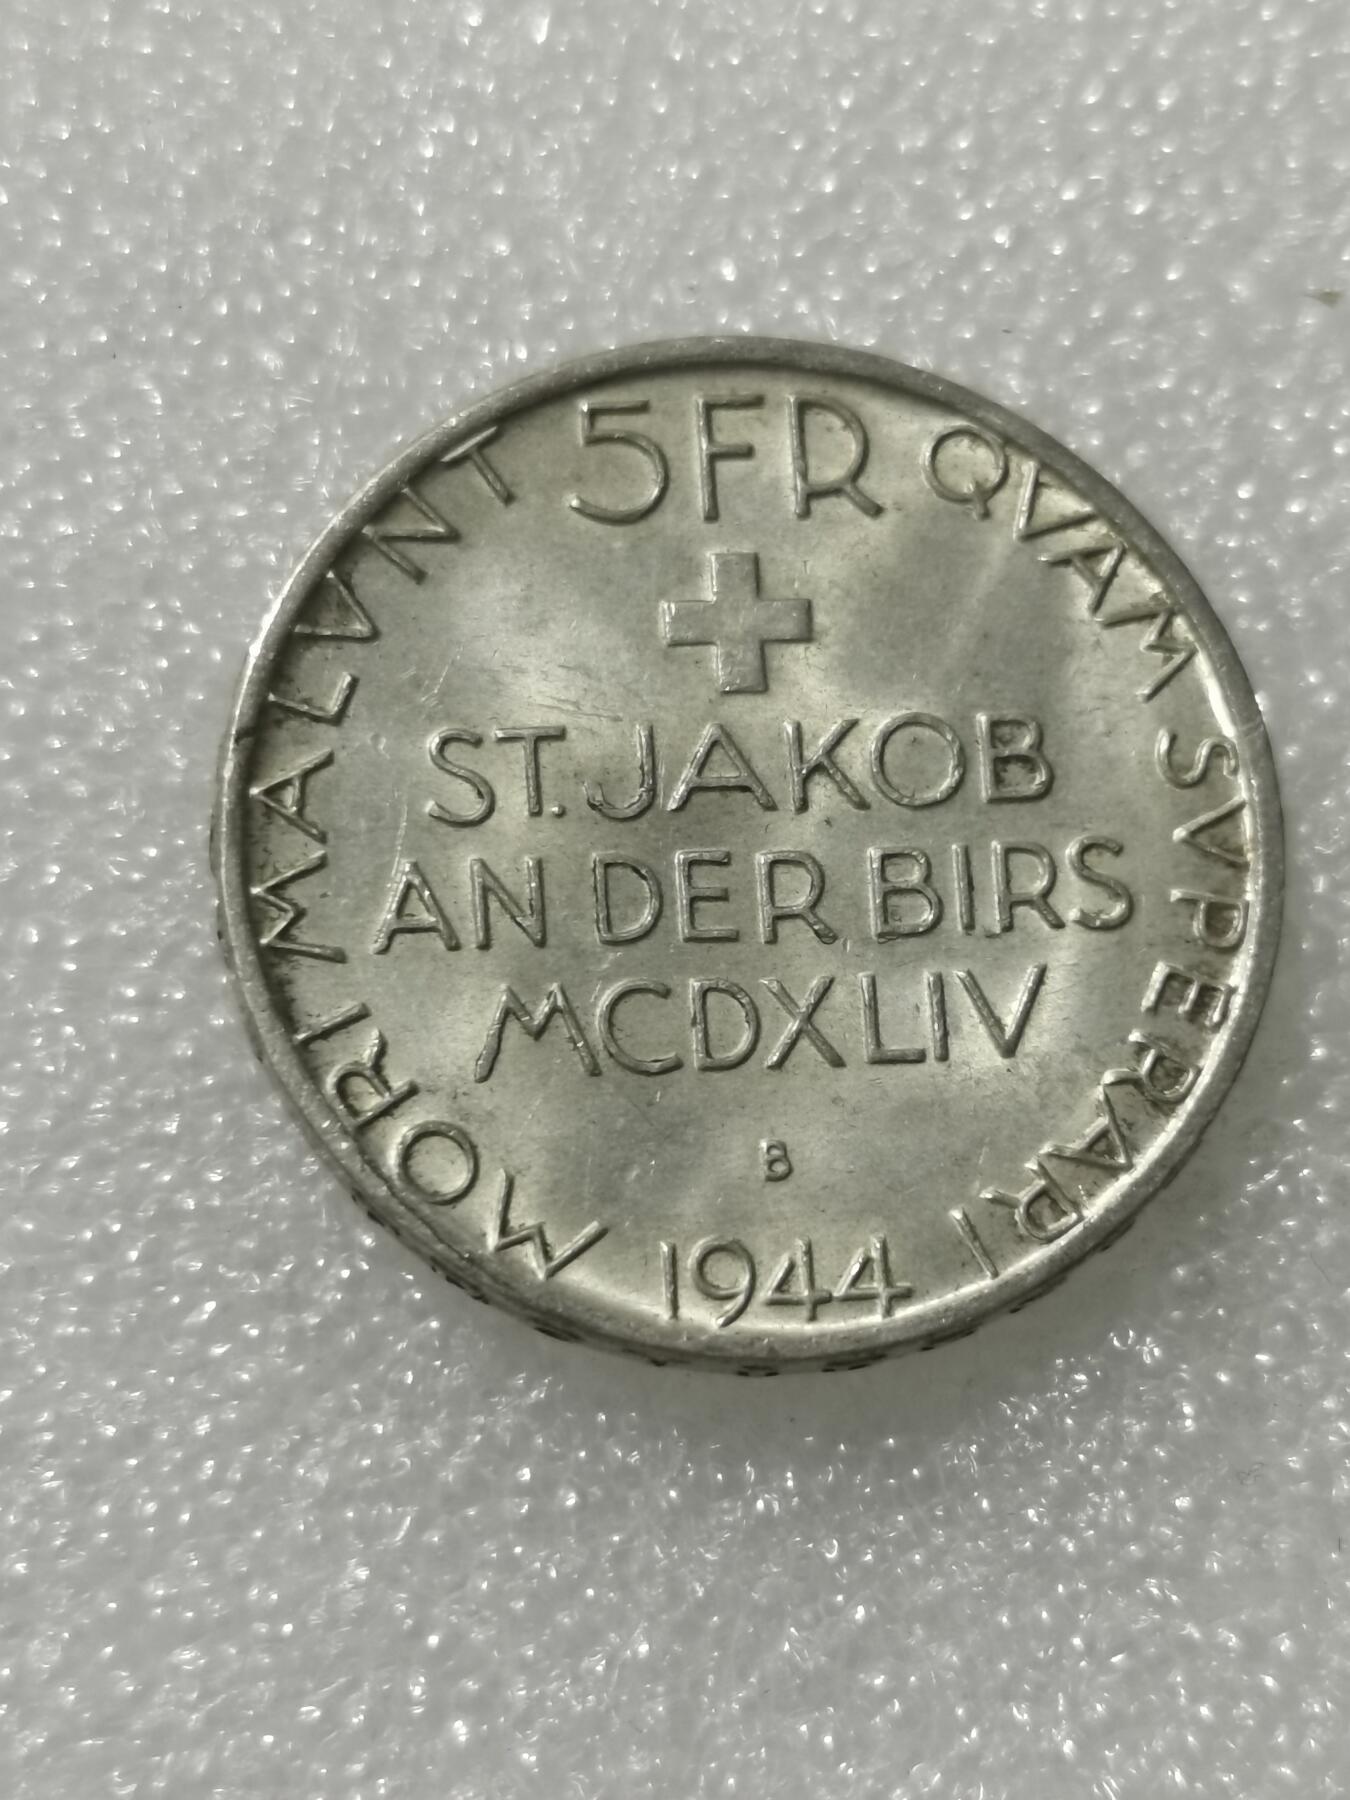 5FR
MORI MALVNT QVAM SVPERARI
ST. JAKOB
AN DER BIRS
MCDXLIV
B
1944